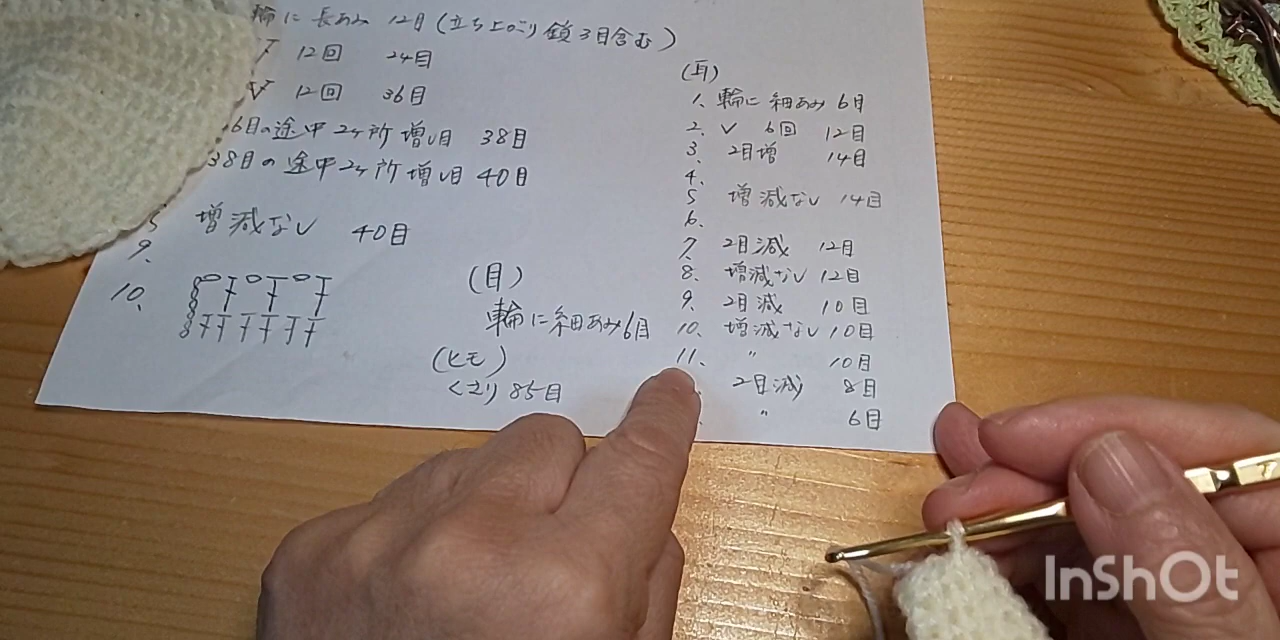 輪に 長あみ 12目 (立ち上がり 鎖3目含む)
12回 24目
V 12回 36目
6目の途中 2ヶ所 増し目 38目
38目の途中 2ヶ所 増し目 40目
増減なし 40目
9、
10、
(目)
輪に細あみ6目
(ヒモ)
くさり 85目
(耳)
1、輪に 細あみ 6目
2、V 6回 12目
3、2目増 14目
4、
5 増減なし 14目
6、
7、2目減 12目
8、増減なし 12目
9、2目減 10目
10、増減なし 10目
11、 〃 10目
2目減 8目
〃 6目
InShOt